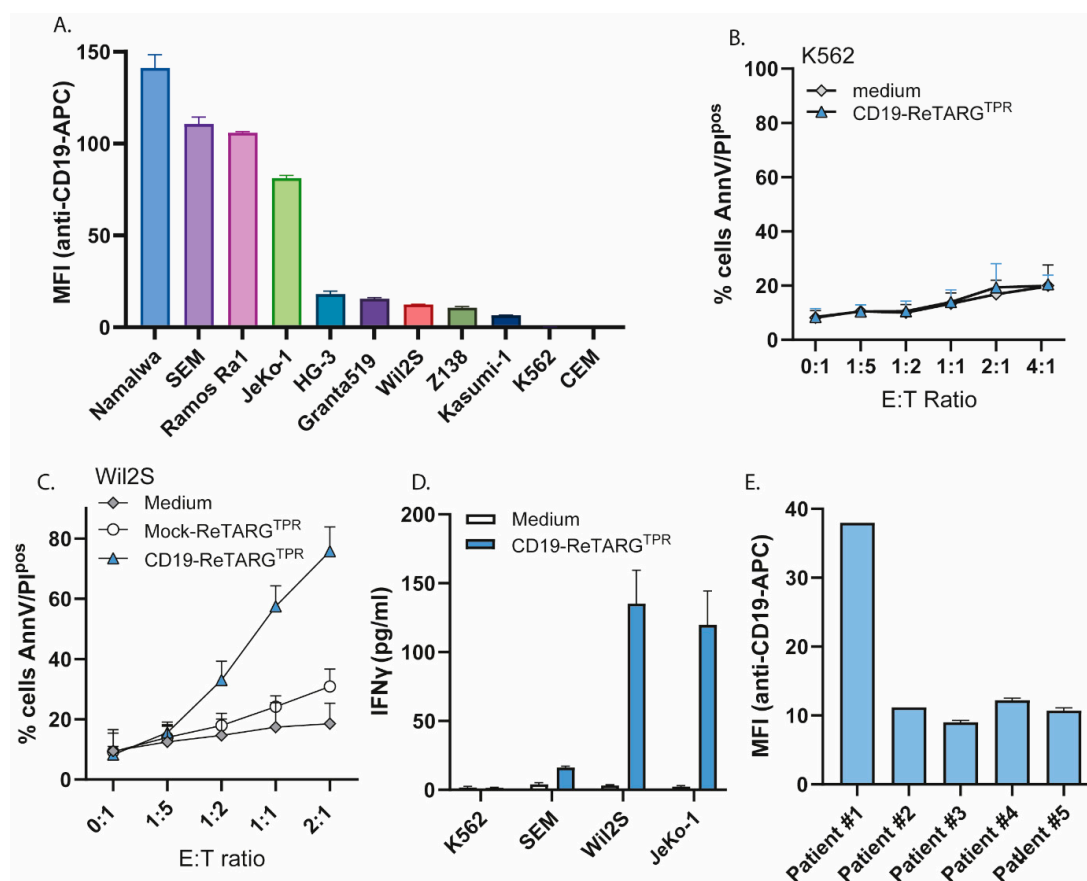 A.
MFI (anti-CD19-APC)
150
100
50
0
Namalwa
SEM
Ramos Ra1
JeKo-1
HG-3
Granta519
Wil2S
Z138
Kasumi-1
K562
CEM
B.
K562
medium
CD19-ReTARG^TPR
% cells AnnV/PI^pos
100
80
60
40
20
0
0:1 1:5 1:2 1:1 2:1 4:1
E:T Ratio
C.
Wil2S
Medium
Mock-ReTARG^TPR
CD19-ReTARG^TPR
% cells AnnV/PI^pos
80
60
40
20
0
0:1 1:5 1:2 1:1 2:1
E:T ratio
D.
Medium
CD19-ReTARG^TPR
IFNγ (pg/ml)
200
150
100
50
0
K562
SEM
Wil2S
JeKo-1
E.
MFI (anti-CD19-APC)
40
30
20
10
0
Patient #1
Patient #2
Patient #3
Patient #4
Patient #5